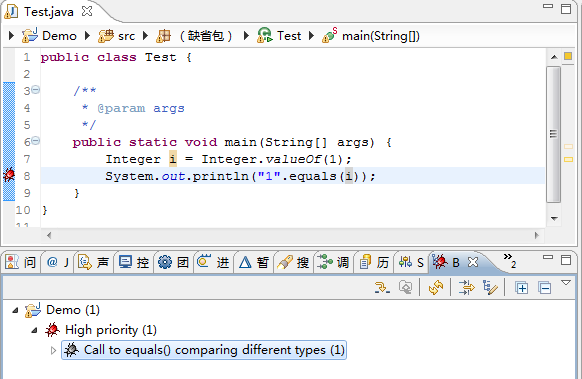 Test.java
Demo src （缺省包） Test main(String[])
1 public class Test {
2
3 /**
4 * @param args
5 */
6 public static void main(String[] args) {
7 Integer i = Integer.valueOf(1);
8 System.out.println("1".equals(i));
9 }
10 }
11
问 @ J 声 控 团 进 暂 搜 调 历 S B »2
Demo (1)
High priority (1)
Call to equals() comparing different types (1)